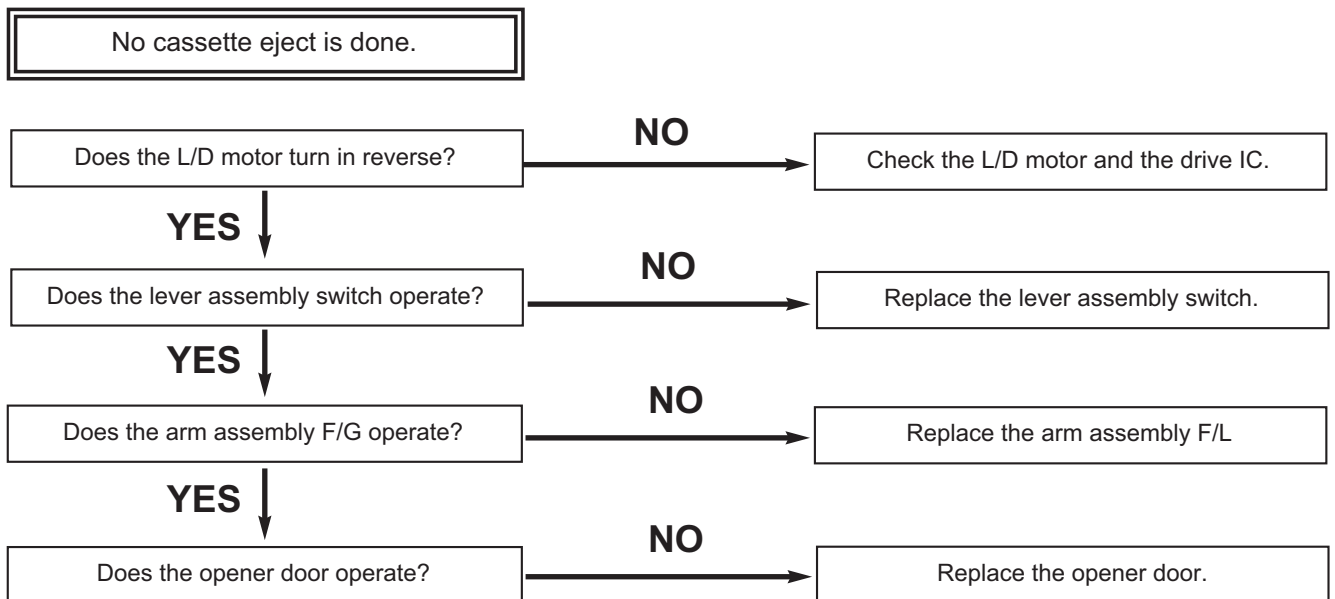 No cassette eject is done.
NO
Does the L/D motor turn in reverse?
Check the L/D motor and the drive IC.
YES
NO
Does the lever assembly switch operate?
Replace the lever assembly switch.
YES
NO
Does the arm assembly F/G operate?
Replace the arm assembly F/L
YES
NO
Does the opener door operate?
Replace the opener door.